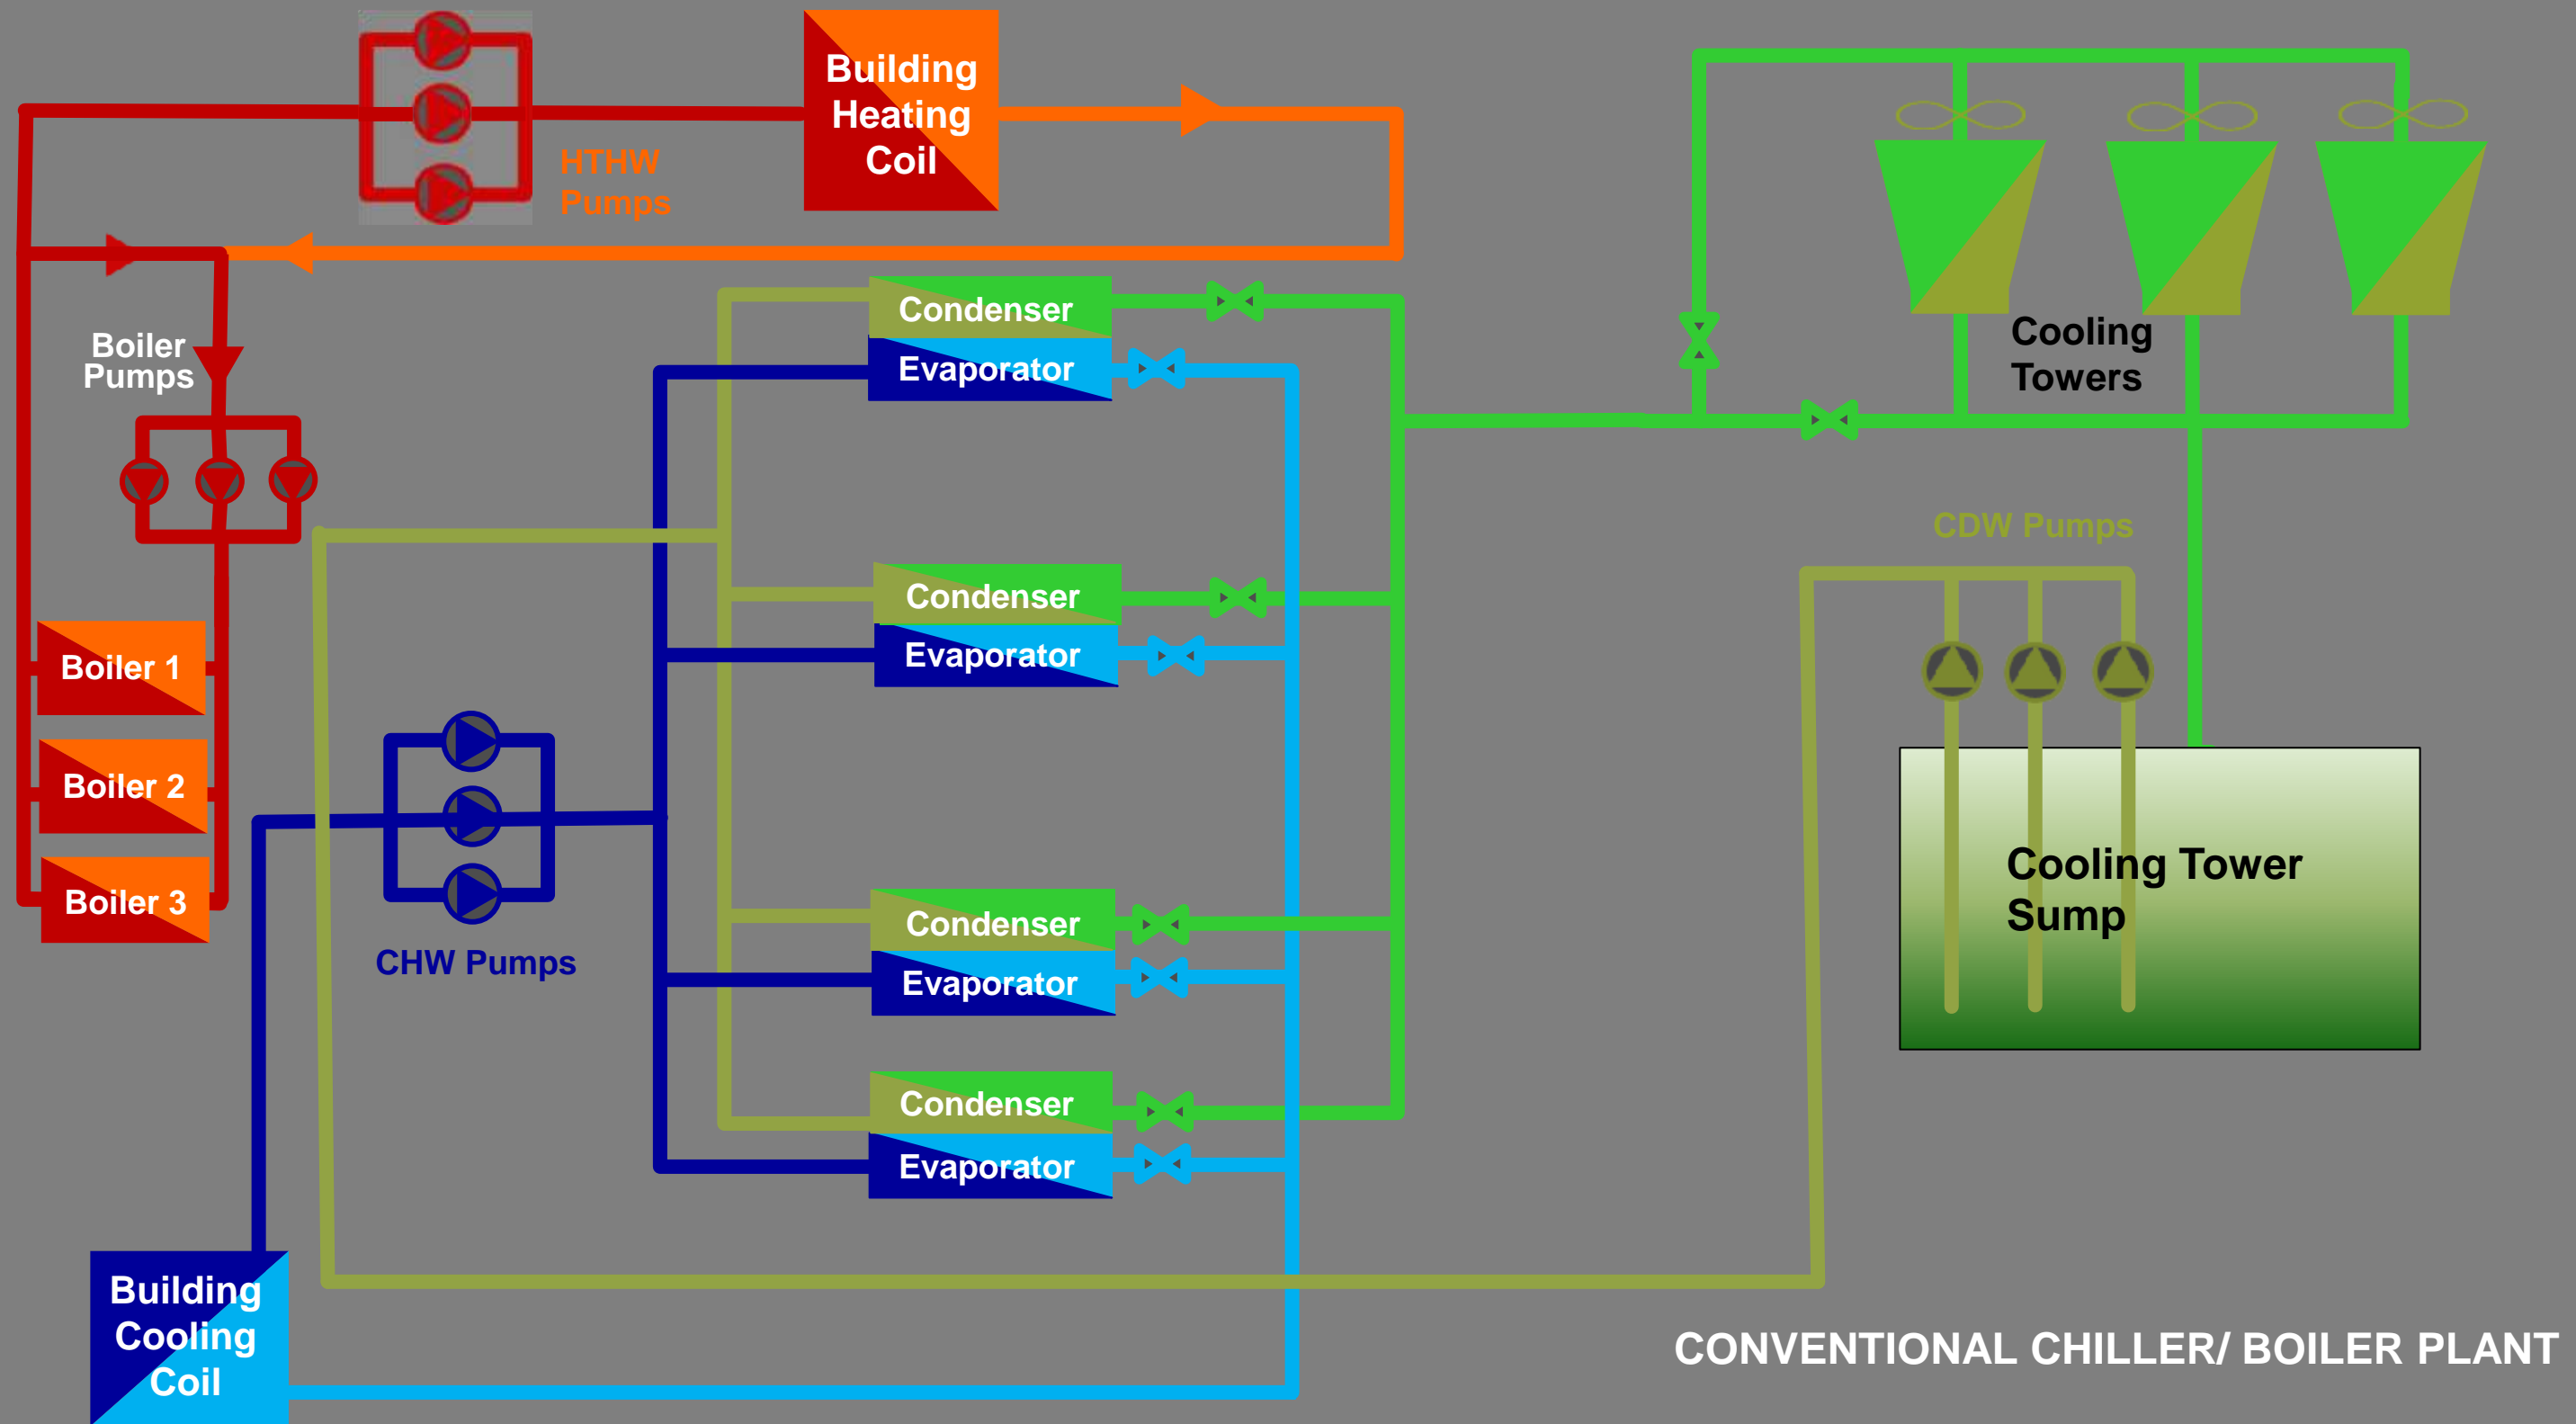 Building
Heating
Coil
HTHW
Pumps
Boiler
Pumps
Condenser
Evaporator
Cooling
Towers
CDW Pumps
Condenser
Evaporator
Boiler 1
Boiler 2
Boiler 3
CHW Pumps
Cooling Tower
Sump
Condenser
Evaporator
Condenser
Evaporator
Building
Cooling
Coil
CONVENTIONAL CHILLER/ BOILER PLANT